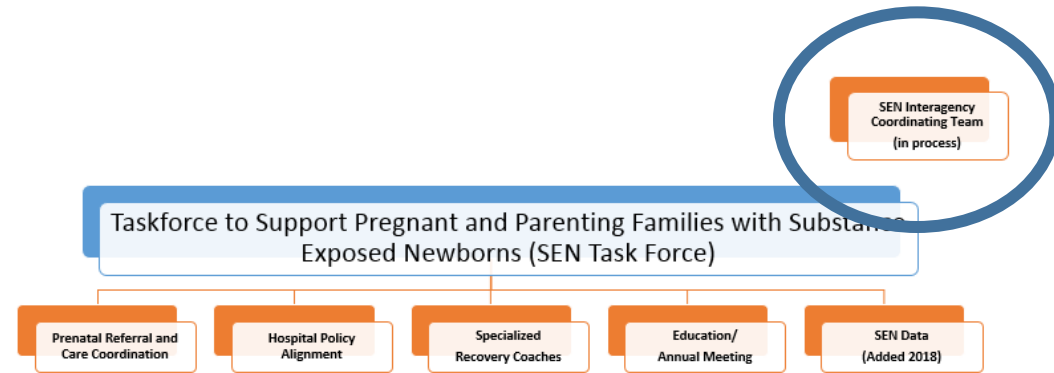 SEN Interagency
Coordinating Team
(in process)
Taskforce to Support Pregnant and Parenting Families with Substance
Exposed Newborns (SEN Task Force)
Prenatal Referral and
Care Coordination
Hospital Policy
Alignment
Specialized
Recovery Coaches
Education/
Annual Meeting
SEN Data
(Added 2018)